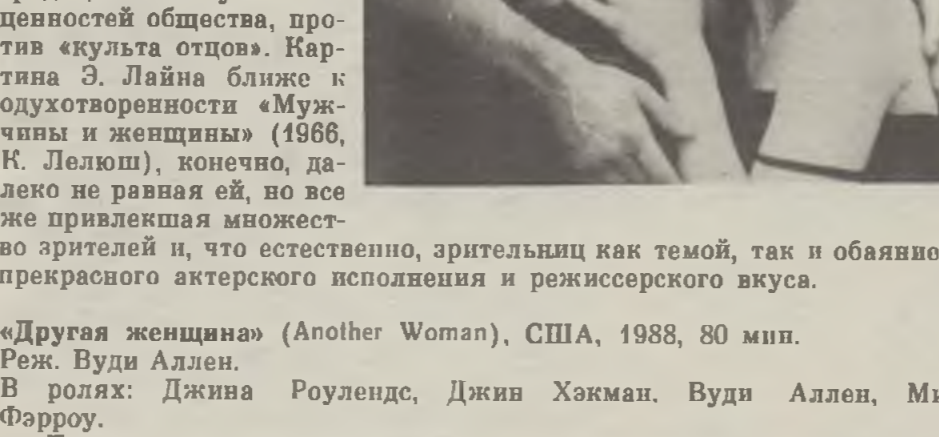 ценностей общества, про-
тив «культа отцов». Кар-
тина Э. Лайна ближе к
одухотворенности «Муж-
чины и женщины» (1966,
К. Лелюш), конечно, да-
леко не равная ей, но все
же привлекшая множест-
во зрителей и, что естественно, зрительниц как темой, так и обаяние
прекрасного актерского исполнения и режиссерского вкуса.
«Другая женщина» (Another Woman), США, 1988, 80 мин.
Реж. Вуди Аллен.
В ролях: Джина Роулендс, Джин Хэкман. Вуди Аллен, Ми
Фэрроу.